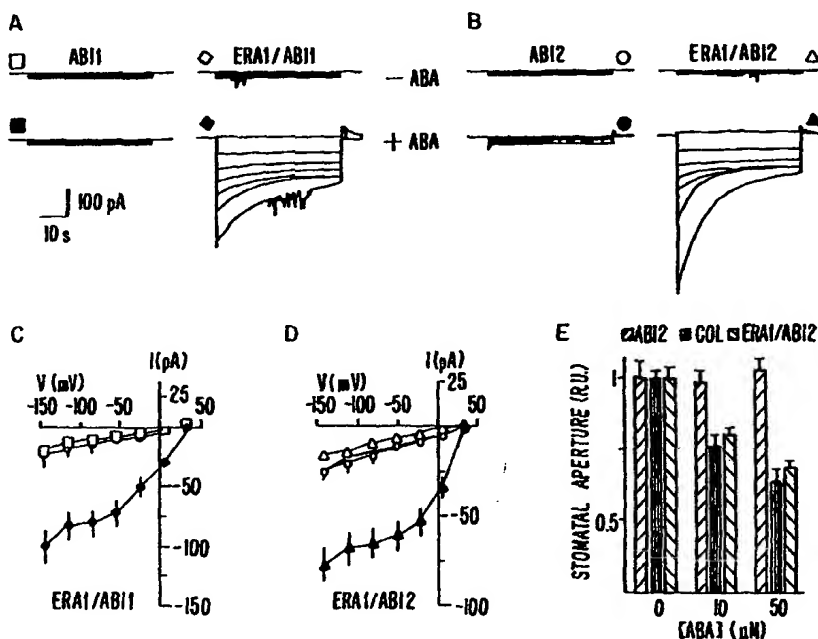 A
B
ABI1
ERA1/ABI1
ABI2
ERA1/ABI2
— ABA
+ ABA
100 pA
10 s
C
D
E
I(pA)
V (mV)
25
-150 -100 -50 50
-50
-100
-150
ERA1/ABI1
I(pA)
V(mV)
25
-150 -100 -50 50
-50
-100
ERA1/ABI2
ABI2 COL ERA1/ABI2
STOMATAL APERTURE (R.U.)
1
0.5
0 10 50
[ABA] (µN)